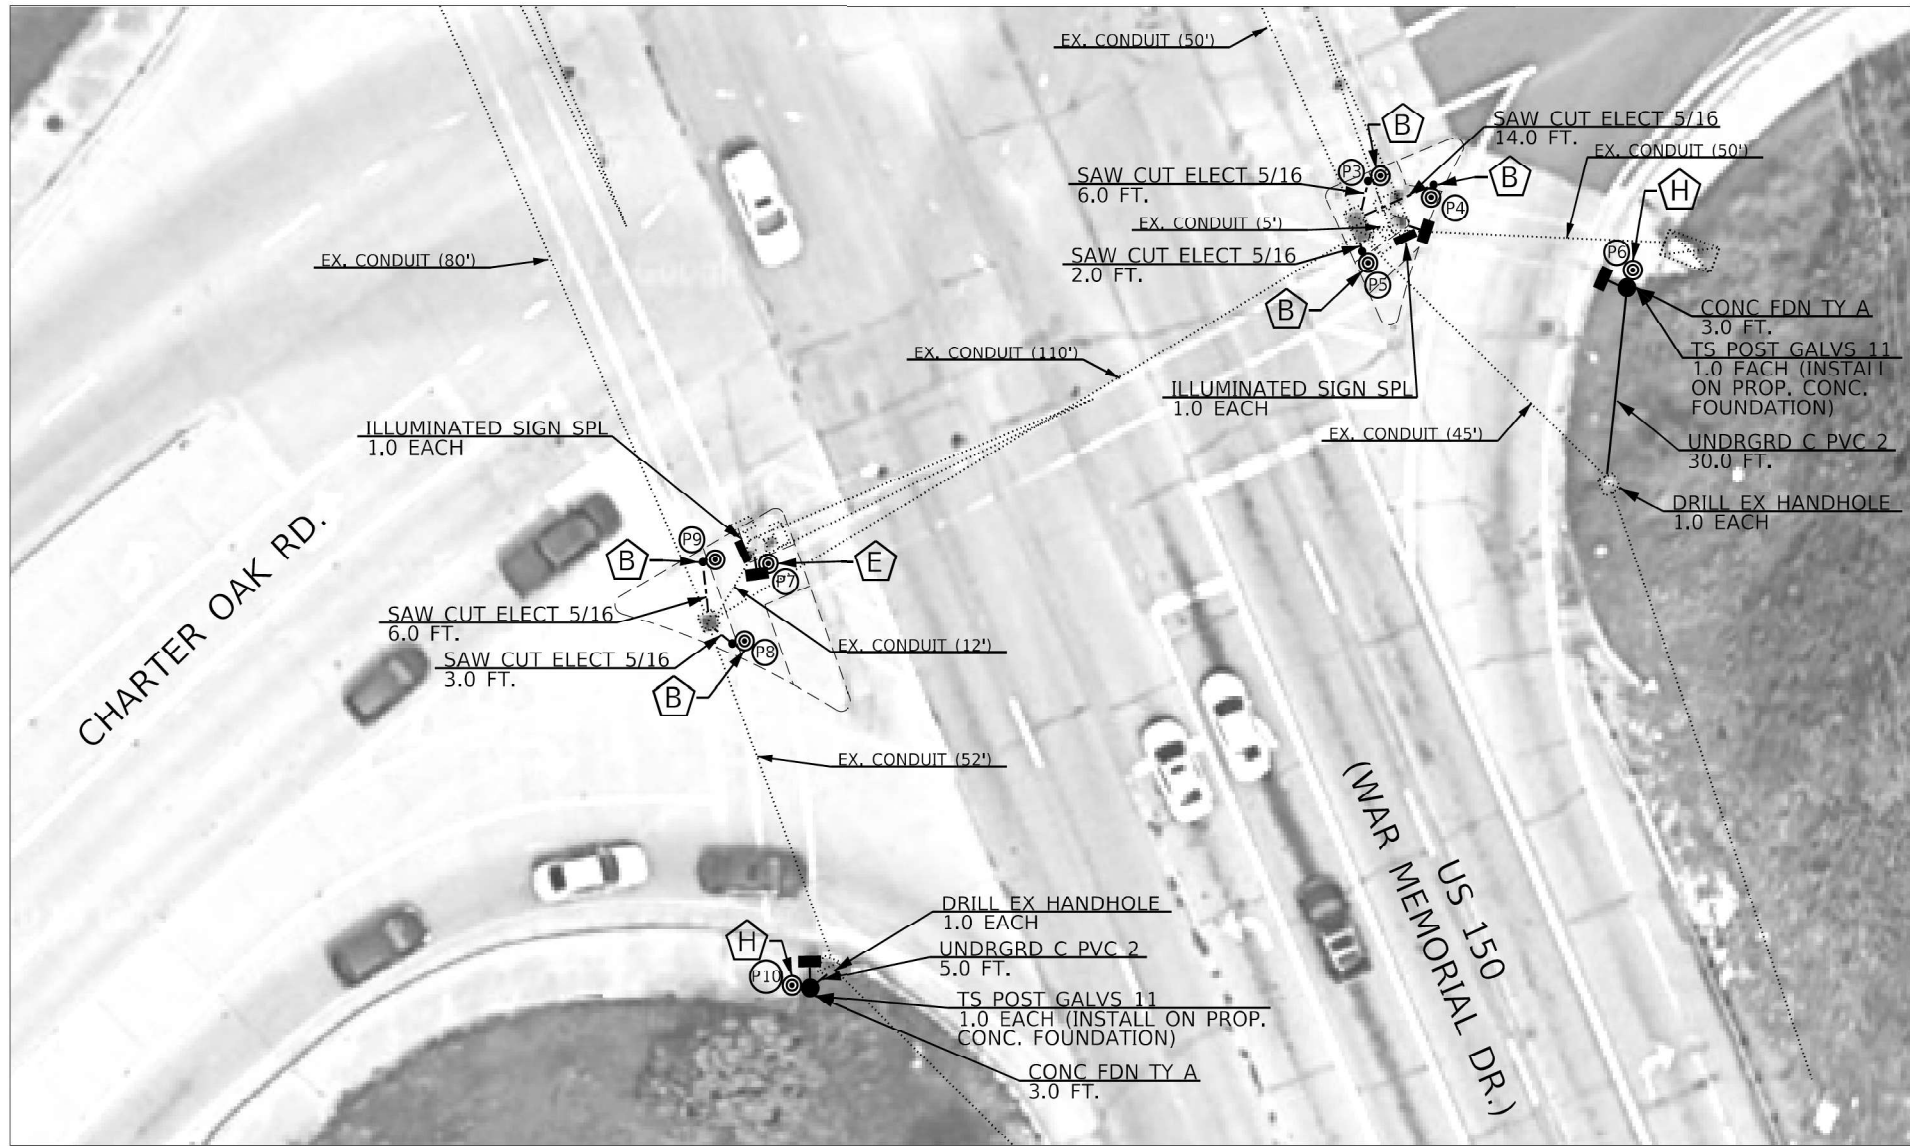 EX. CONDUIT (50')
B
SAW CUT ELECT 5/16
14.0 FT.
EX. CONDUIT (50')
P3
SAW CUT ELECT 5/16
6.0 FT.
B
H
P4
EX. CONDUIT (5')
SAW CUT ELECT 5/16
2.0 FT.
P5
B
P6
EX. CONDUIT (80')
CONC FDN TY A
3.0 FT.
TS POST GALVS 11
1.0 EACH (INSTALL
ON PROP. CONC.
FOUNDATION)
EX. CONDUIT (110')
ILLUMINATED SIGN SPL
1.0 EACH
EX. CONDUIT (45')
UNDRGRD C PVC 2
30.0 FT.
DRILL EX HANDHOLE
1.0 EACH
ILLUMINATED SIGN SPL
1.0 EACH
CHARTER OAK RD.
P9
B
E
P7
SAW CUT ELECT 5/16
6.0 FT.
EX. CONDUIT (12')
P8
SAW CUT ELECT 5/16
3.0 FT.
B
EX. CONDUIT (52')
US 150
(WAR MEMORIAL DR.)
DRILL EX HANDHOLE
1.0 EACH
H
UNDRGRD C PVC 2
5.0 FT.
P10
TS POST GALVS 11
1.0 EACH (INSTALL ON PROP.
CONC. FOUNDATION)
CONC FDN TY A
3.0 FT.